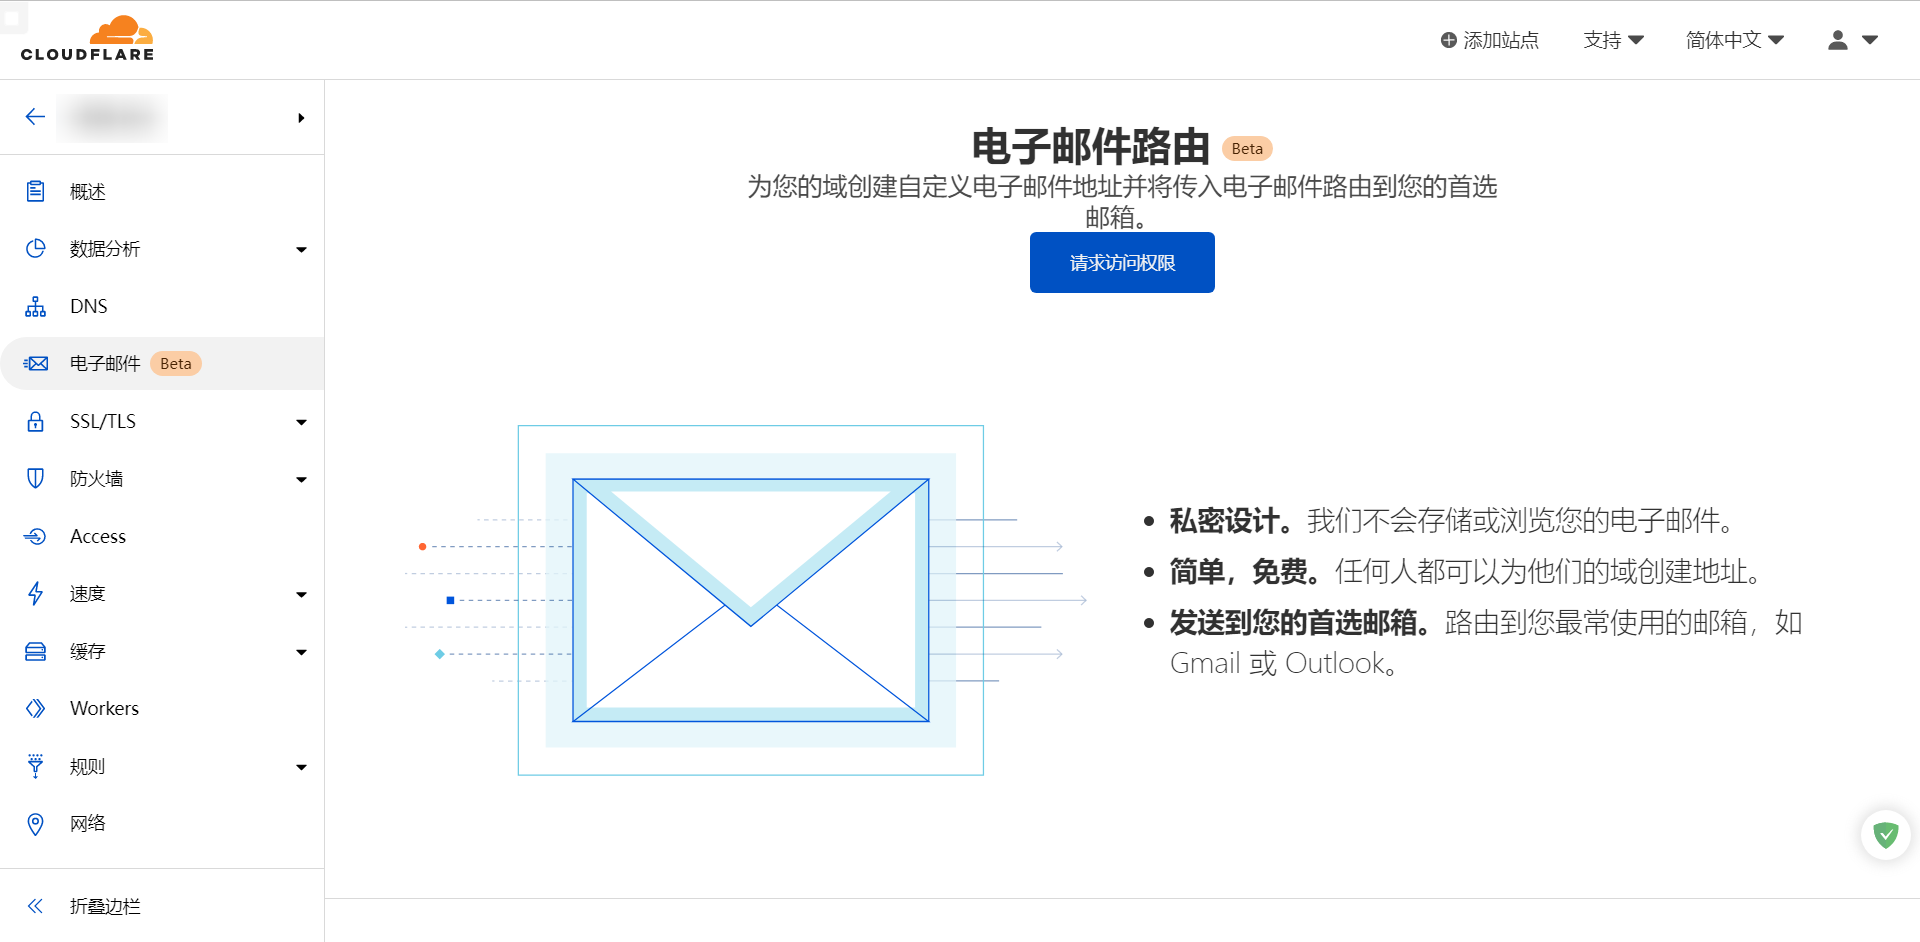 CLOUDFLARE
添加站点
支持
简体中文
概述
数据分析
DNS
电子邮件 Beta
SSL/TLS
防火墙
Access
速度
缓存
Workers
规则
网络
折叠边栏
电子邮件路由 Beta
为您的域创建自定义电子邮件地址并将传入电子邮件路由到您的首选
邮箱。
请求访问权限
私密设计。我们不会存储或浏览您的电子邮件。
简单，免费。任何人都可以为他们的域创建地址。
发送到您的首选邮箱。路由到您最常使用的邮箱，如
Gmail 或 Outlook。